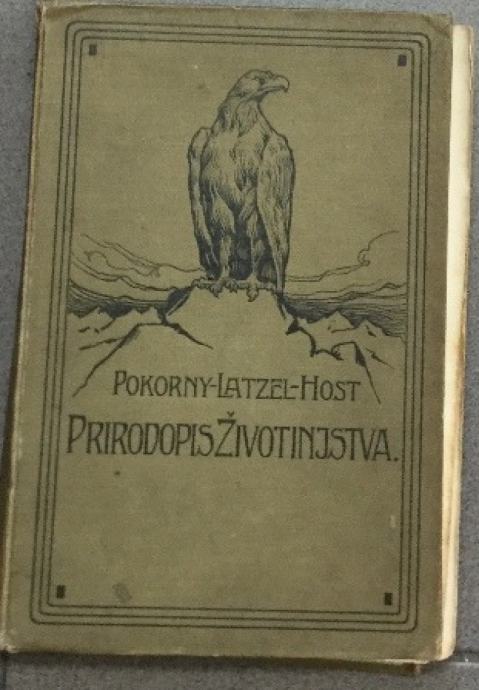 POKORNY-LATZEL-HOST
PRIRODOPIS ŽIVOTINJSTVA.